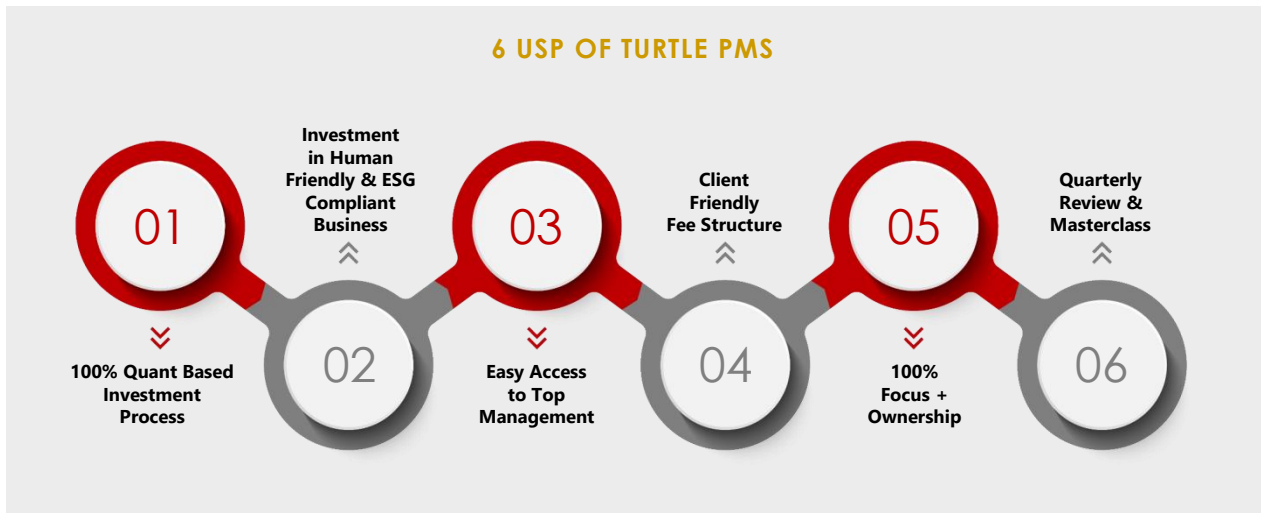 6 USP OF TURTLE PMS
01
100% Quant Based
Investment
Process
Investment
in Human
Friendly & ESG
Compliant
Business
02
03
Easy Access
to Top
Management
Client
Friendly
Fee Structure
04
05
100%
Focus +
Ownership
Quarterly
Review &
Masterclass
06